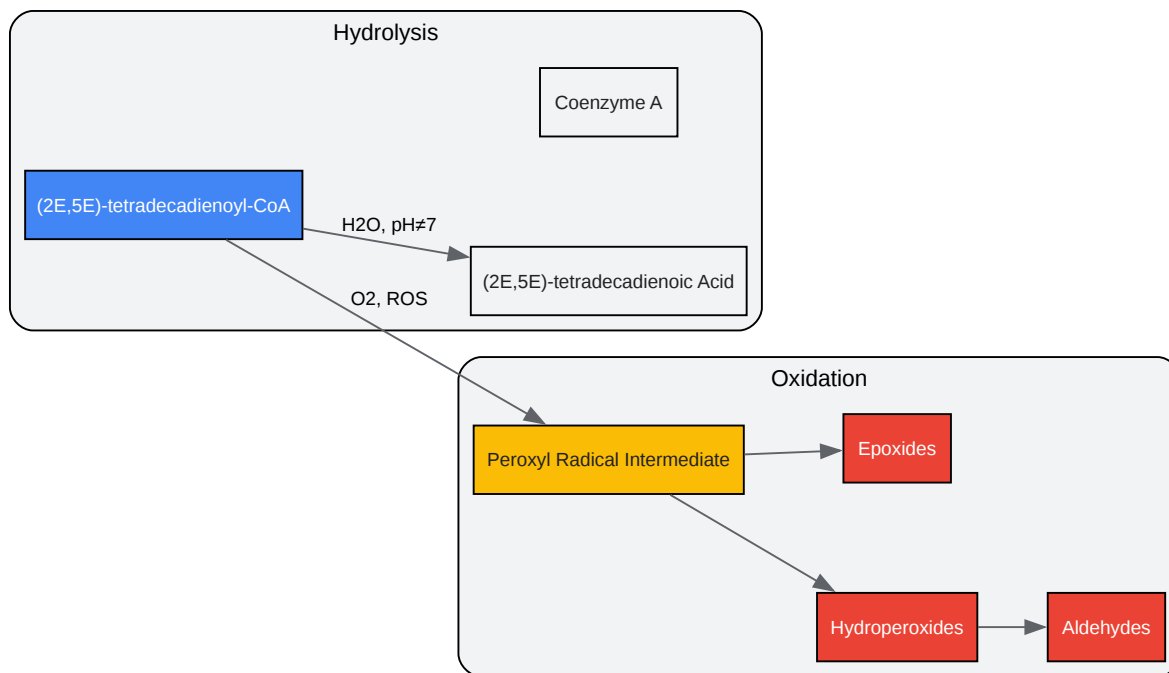 Hydrolysis
Coenzyme A
(2E,5E)-tetradecadienoyl-CoA
H2O, pH≠7
(2E,5E)-tetradecadienoic Acid
O2, ROS
Oxidation
Peroxyl Radical Intermediate
Epoxides
Hydroperoxides
Aldehydes